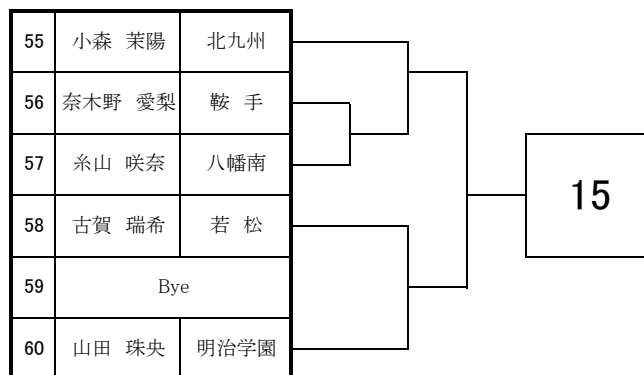 55 小森 茉陽 北九州
56 奈木野 愛梨 鞍 手
57 糸山 咲奈 八幡南
58 古賀 瑞希 若 松
59 Bye
60 山田 珠央 明治学園
15